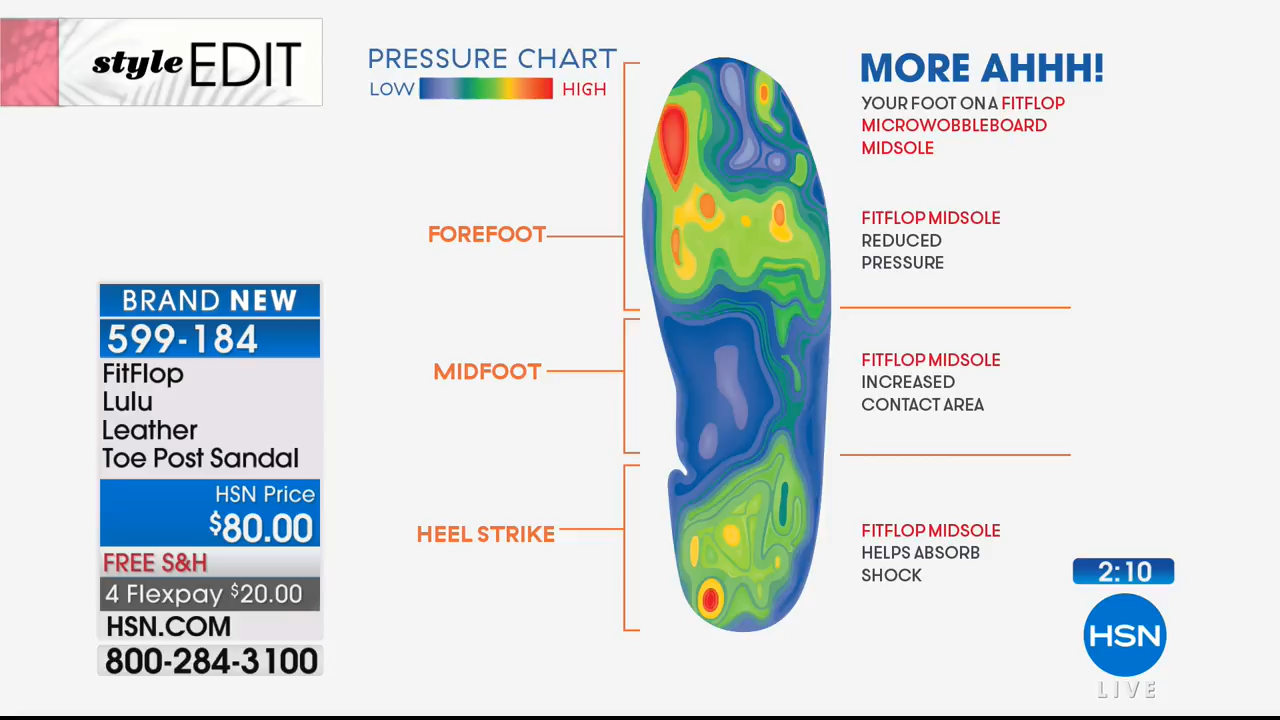 style EDIT
PRESSURE CHART
LOW HIGH
MORE AHHH!
YOUR FOOT ON A FITFLOP
MICROWOBBLEBOARD
MIDSOLE
FOREFOOT
FITFLOP MIDSOLE
REDUCED
PRESSURE
MIDFOOT
FITFLOP MIDSOLE
INCREASED
CONTACT AREA
HEEL STRIKE
FITFLOP MIDSOLE
HELPS ABSORB
SHOCK
BRAND NEW
599-184
FitFlop
Lulu
Leather
Toe Post Sandal
HSN Price
$80.00
FREE S&H
4 Flexpay $20.00
HSN.COM
800-284-3100
2:10
HSN
LIVE